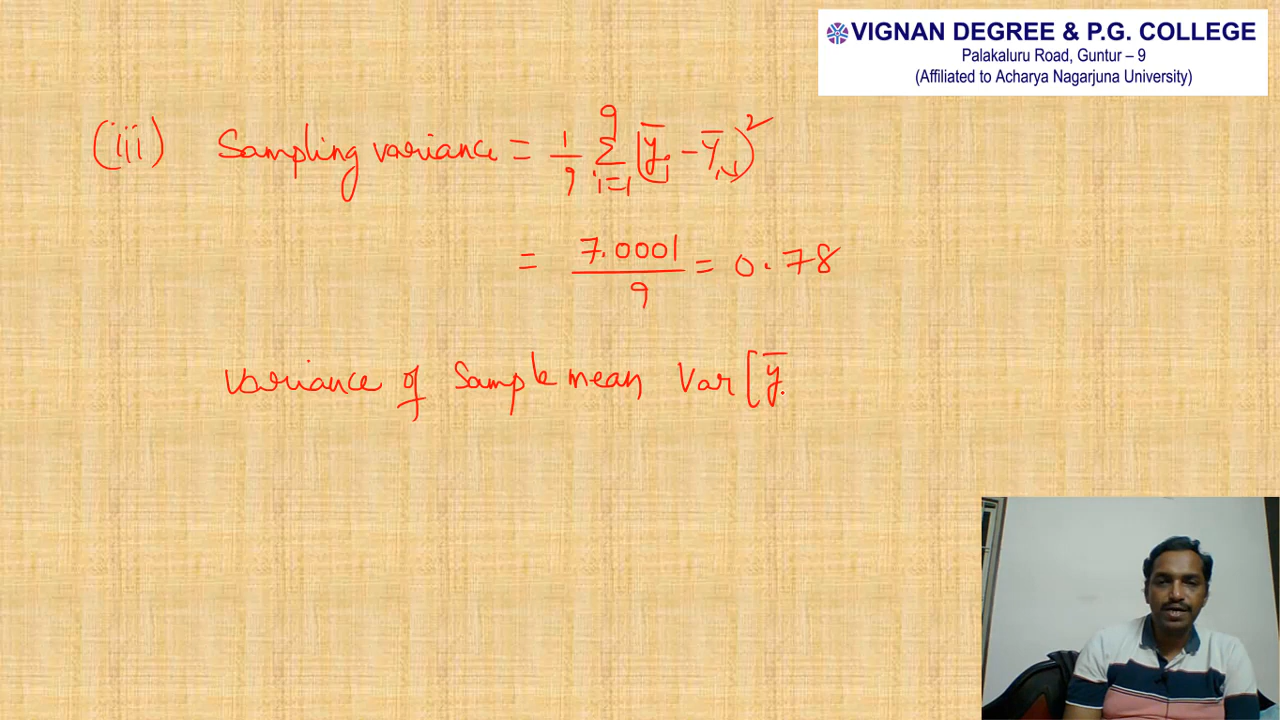 VIGNAN DEGREE & P.G. COLLEGE
Palakaluru Road, Guntur – 9
(Affiliated to Acharya Nagarjuna University)
(iii) Sampling variance = 1/9 Σ_{i=1}^{9} (ȳ_i − Ȳ_N)²
= 7.0001/9 = 0.78
variance of Sample mean Var [ȳ